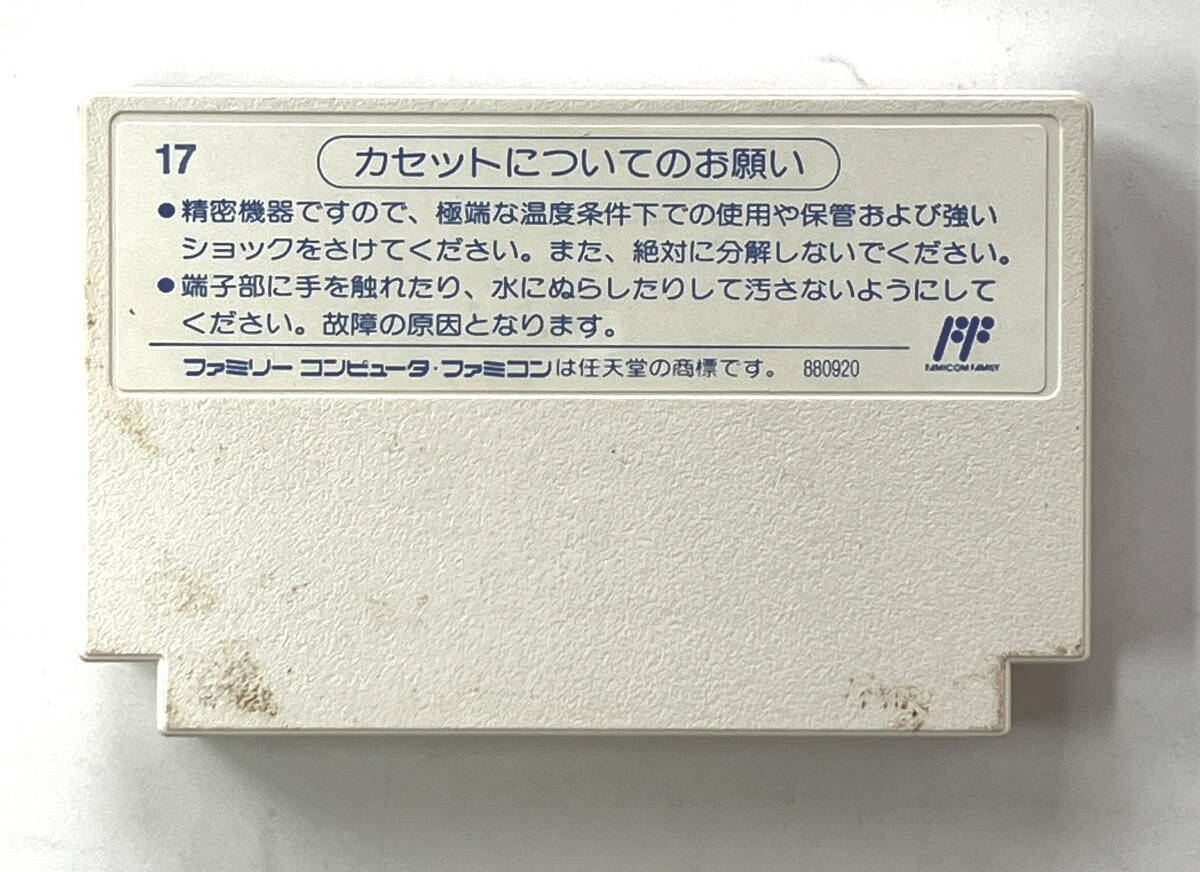 17
カセットについてのお願い
●精密機器ですので、極端な温度条件下での使用や保管および強い
ショックをさけてください。また、絶対に分解しないでください。
●端子部に手を触れたり、水にぬらしたりして汚さないようにして
ください。故障の原因となります。
ファミリー コンピュータ・ファミコンは任天堂の商標です。 880920
FF
FAMICOM FAMILY